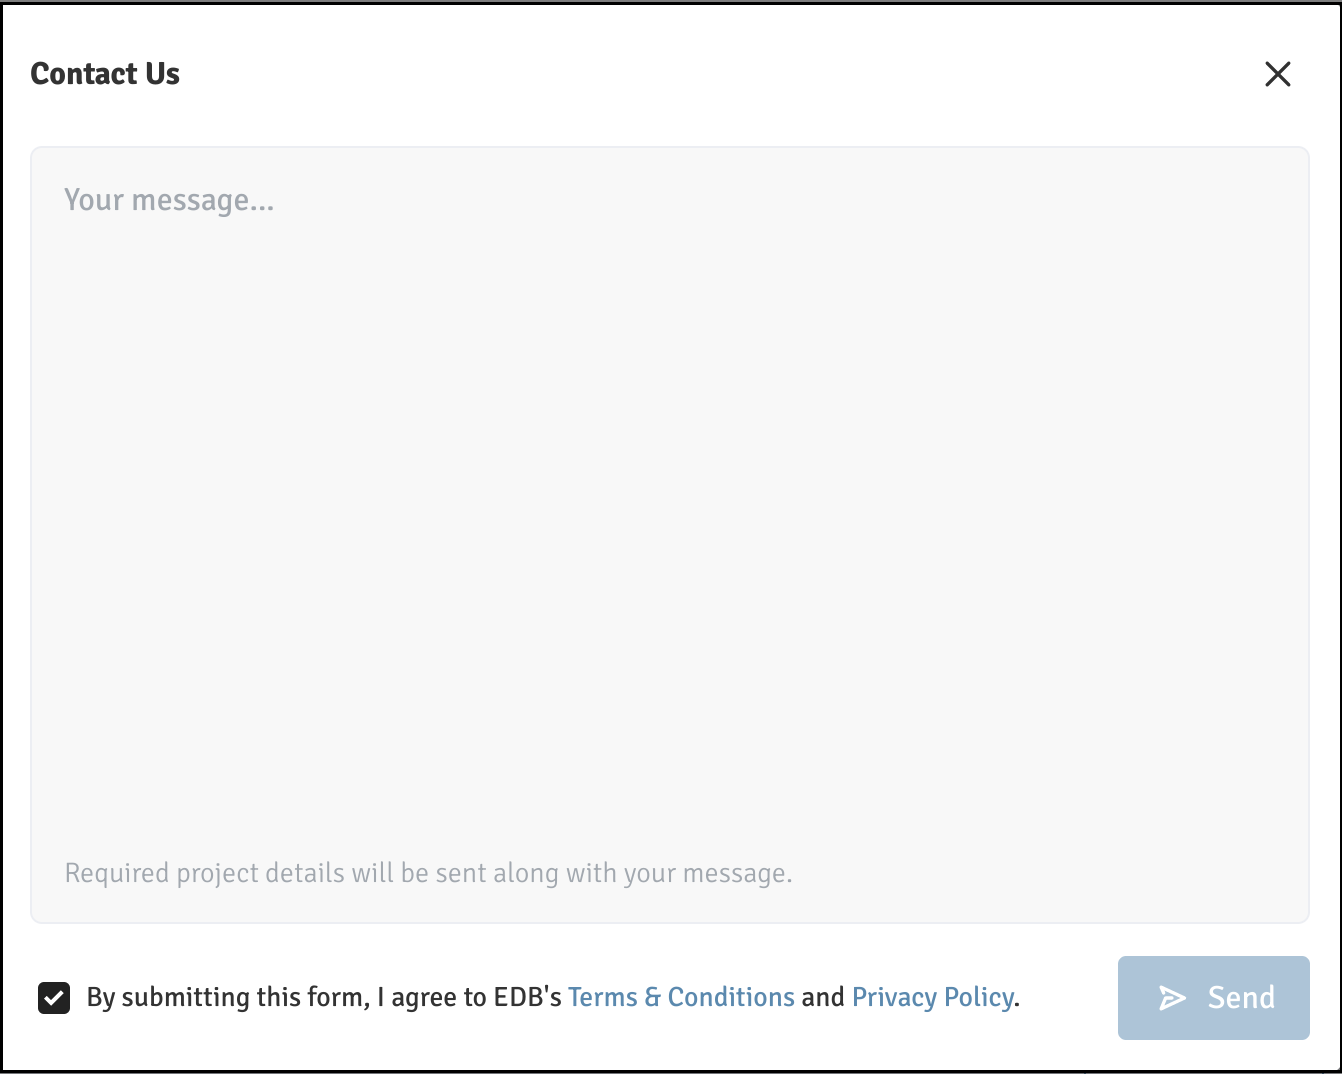 Contact Us
Your message...
Required project details will be sent along with your message.
By submitting this form, I agree to EDB's Terms & Conditions and Privacy Policy.
Send